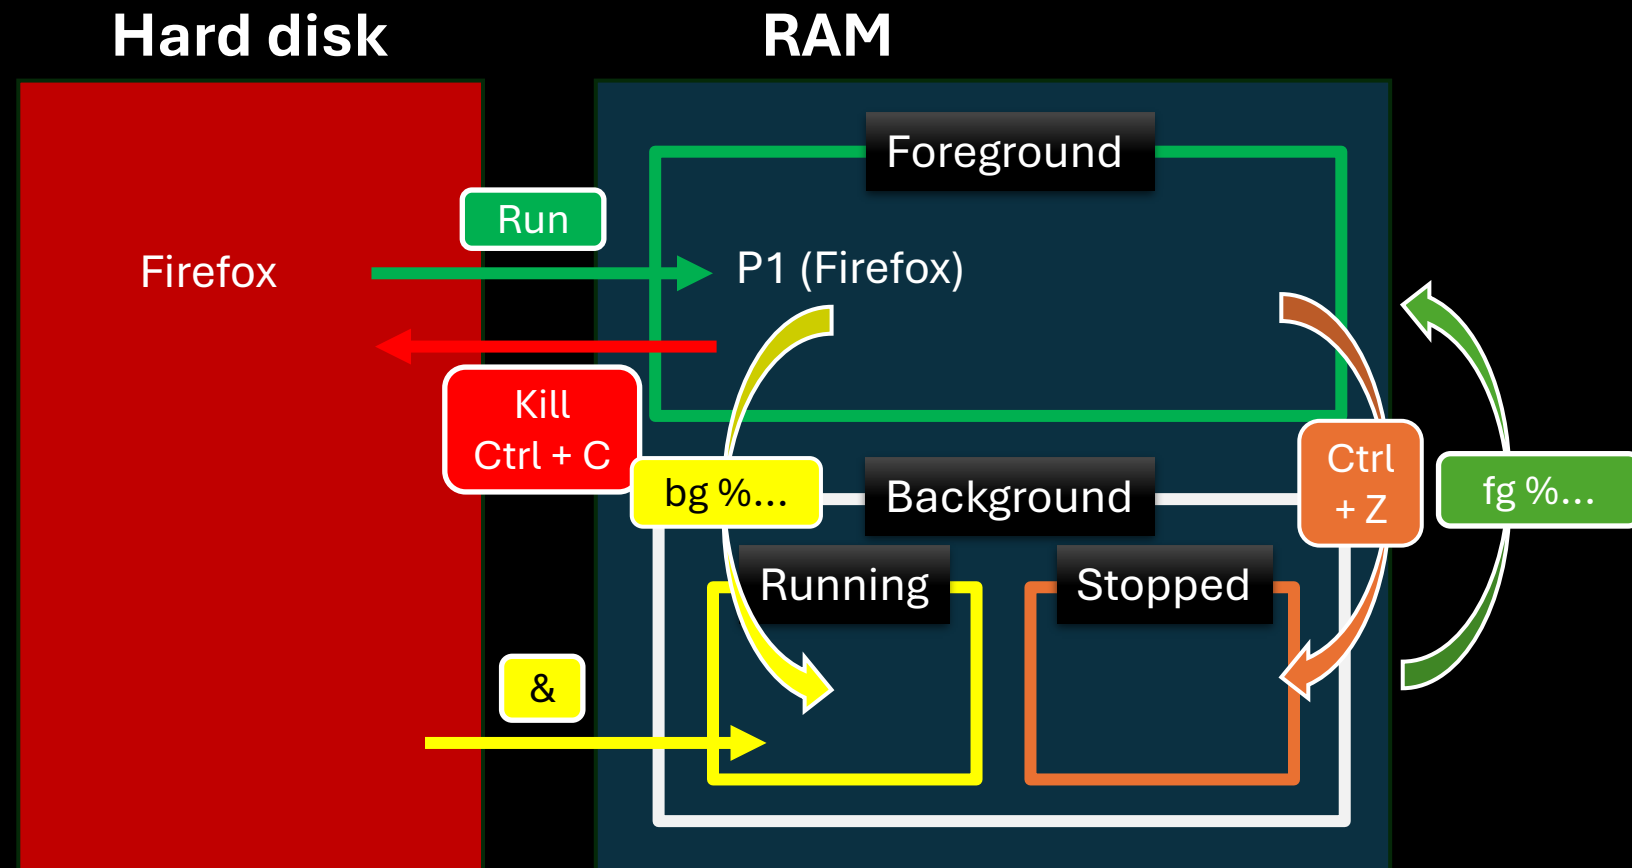 Hard disk
RAM
Foreground
Run
Firefox
P1 (Firefox)
Kill
Ctrl + C
bg %...
Background
Ctrl
+ Z
fg %...
Running
Stopped
&